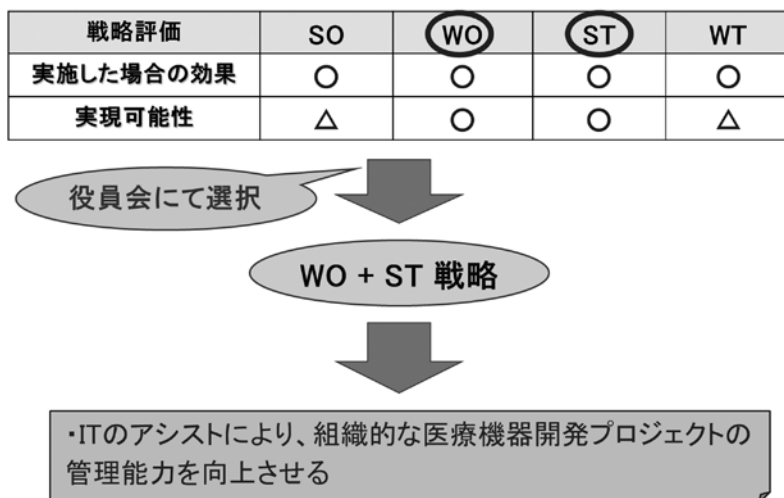 戦略評価 SO WO ST WT
実施した場合の効果 ○ ○ ○ ○
実現可能性 △ ○ ○ △
役員会にて選択
WO + ST 戦略
・ITのアシストにより、組織的な医療機器開発プロジェクトの
管理能力を向上させる